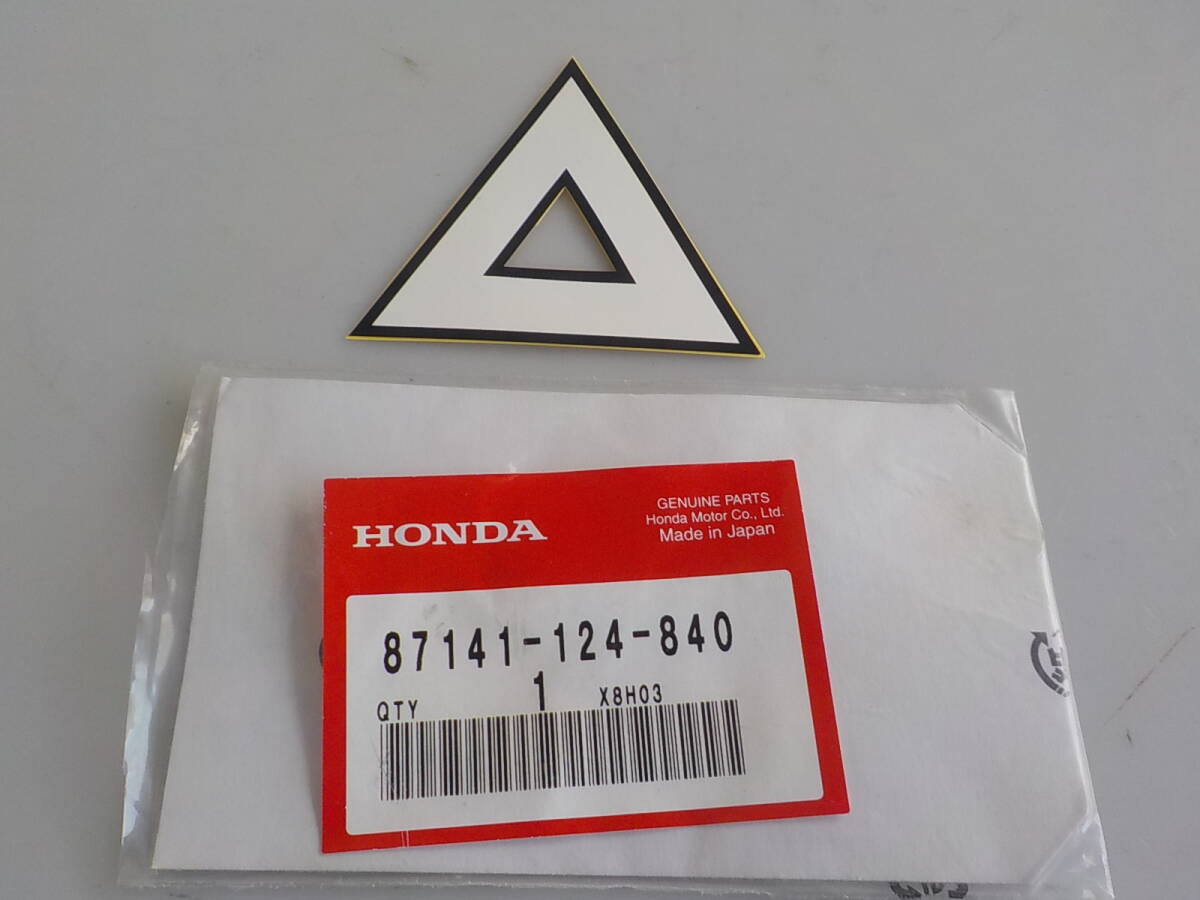 HONDA
GENUINE PARTS
Honda Motor Co., Ltd.
Made in Japan
87141-124-840
QTY 1 X8H03